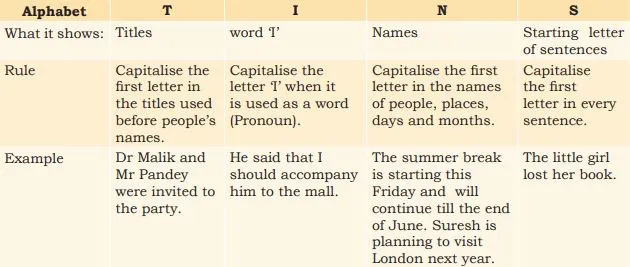 Alphabet T I N S
What it shows: Titles word ‘I’ Names Starting letter
of sentences
Rule Capitalise the Capitalise the Capitalise the first Capitalise
first letter in letter ‘I’ when it letter in the names the first
the titles used is used as a word of people, places, letter in every
before people’s (Pronoun). days and months. sentence.
names.
Example Dr Malik and He said that I The summer break The little girl
Mr Pandey should accompany is starting this lost her book.
were invited to him to the mall. Friday and will
the party. continue till the end
of June. Suresh is
planning to visit
London next year.